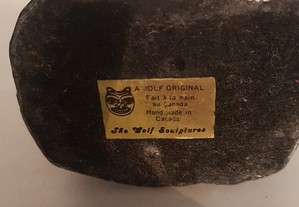 A WOLF ORIGINAL
Fait à la main
au Canada
Hand made in
Canada
The Wolf Sculptures